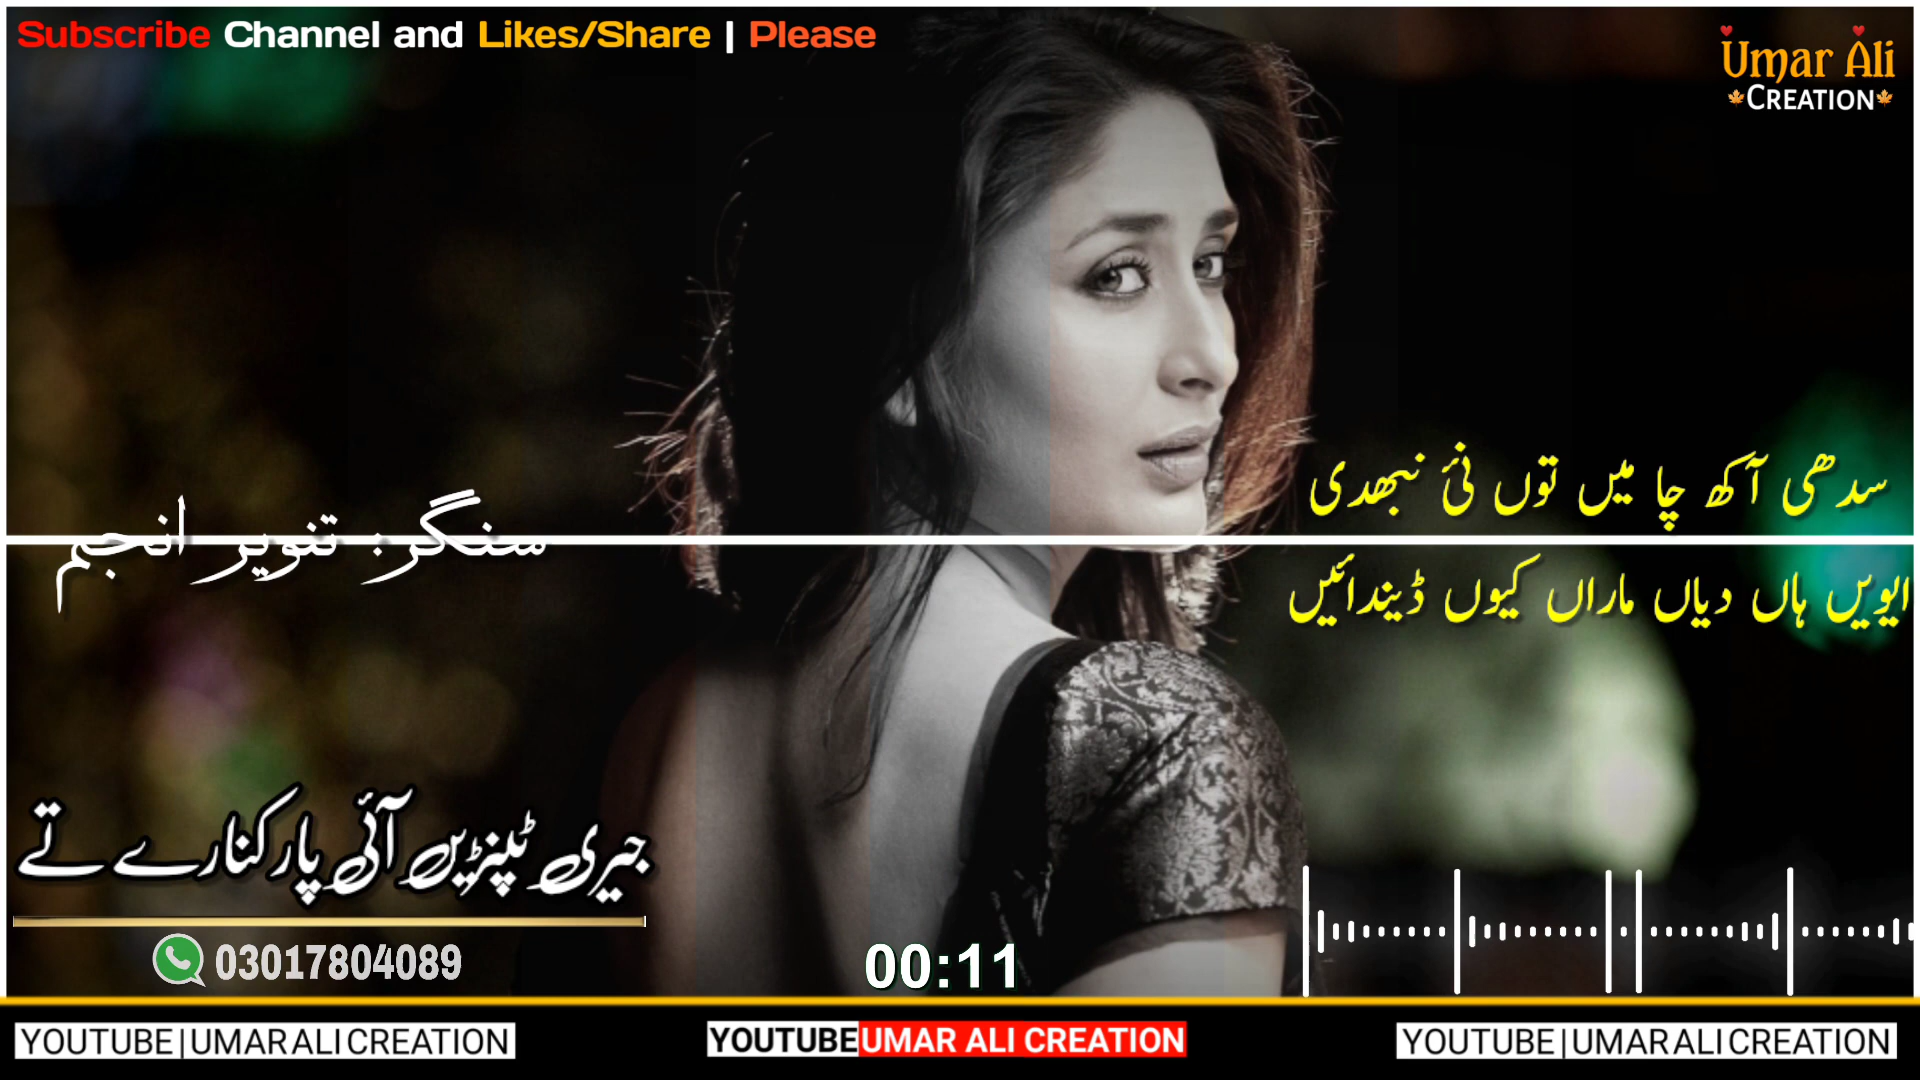 Subscribe Channel and Likes/Share | Please
Umar Ali
CREATION
سدھی آکھ چا میں توں نئ نبھدی
سنگر: تنویر انجم
ایویں ہاں دیاں ماراں کیوں ڈیندائیں
جیری ٹپنڑیں آئی پار کنارے تے
03017804089
00:11
YOUTUBE|UMAR ALI CREATION
YOUTUBE UMAR ALI CREATION
YOUTUBE|UMAR ALI CREATION